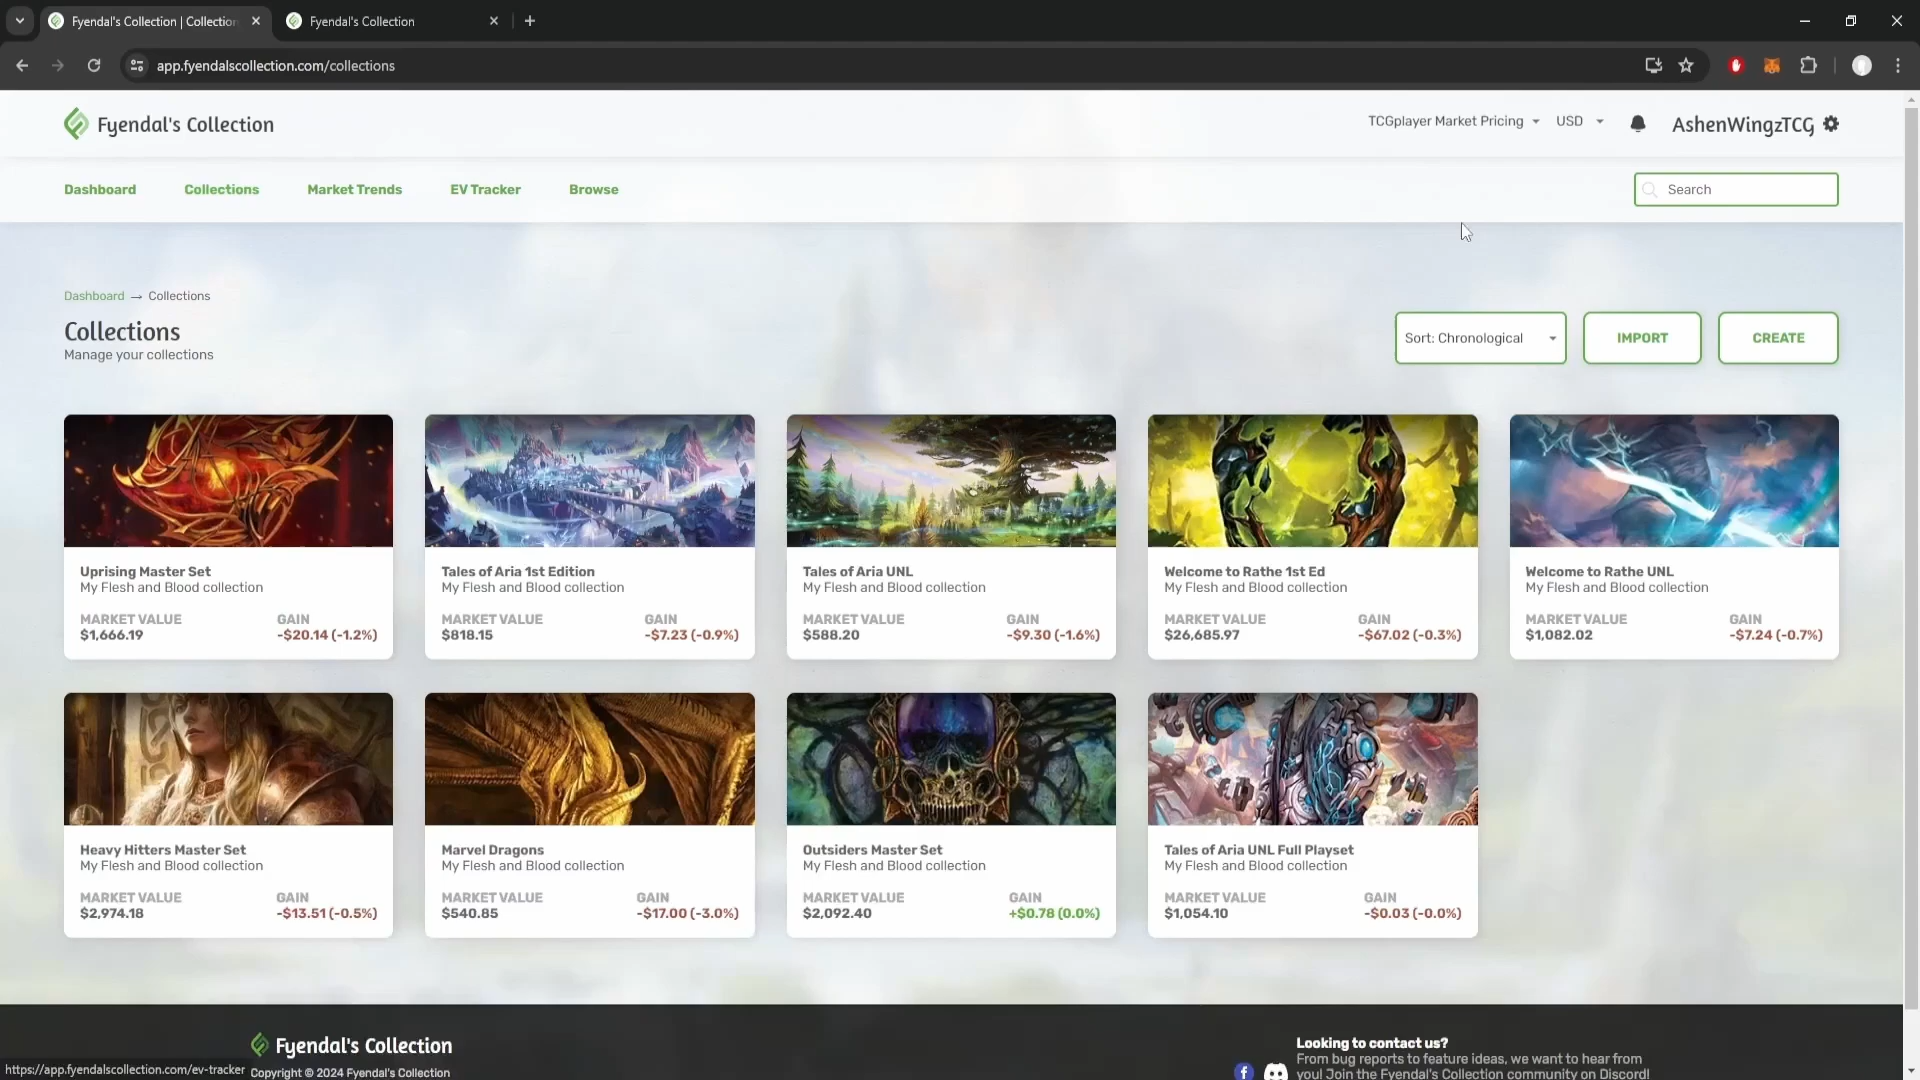 Fyendal's Collection | Collection
Fyendal's Collection
app.fyendalscollection.com/collections
Fyendal's Collection
TCGplayer Market Pricing
USD
AshenWingzTCG
Dashboard
Collections
Market Trends
EV Tracker
Browse
Search
Dashboard → Collections
Collections
Manage your collections
Sort: Chronological
IMPORT
CREATE
Uprising Master Set
My Flesh and Blood collection
MARKET VALUE GAIN
$1,666.19 -$20.14 (-1.2%)
Tales of Aria 1st Edition
My Flesh and Blood collection
MARKET VALUE GAIN
$818.15 -$7.23 (-0.9%)
Tales of Aria UNL
My Flesh and Blood collection
MARKET VALUE GAIN
$588.20 -$9.30 (-1.6%)
Welcome to Rathe 1st Ed
My Flesh and Blood collection
MARKET VALUE GAIN
$26,685.97 -$67.02 (-0.3%)
Welcome to Rathe UNL
My Flesh and Blood collection
MARKET VALUE GAIN
$1,082.02 -$7.24 (-0.7%)
Heavy Hitters Master Set
My Flesh and Blood collection
MARKET VALUE GAIN
$2,974.18 -$13.51 (-0.5%)
Marvel Dragons
My Flesh and Blood collection
MARKET VALUE GAIN
$540.85 -$17.00 (-3.0%)
Outsiders Master Set
My Flesh and Blood collection
MARKET VALUE GAIN
$2,092.40 +$0.78 (0.0%)
Tales of Aria UNL Full Playset
My Flesh and Blood collection
MARKET VALUE GAIN
$1,054.10 -$0.03 (-0.0%)
Fyendal's Collection
Copyright © 2024 Fyendal's Collection
Looking to contact us?
From bug reports to feature ideas, we want to hear from
you! Join the Fyendal's Collection community on Discord!
https://app.fyendalscollection.com/ev-tracker